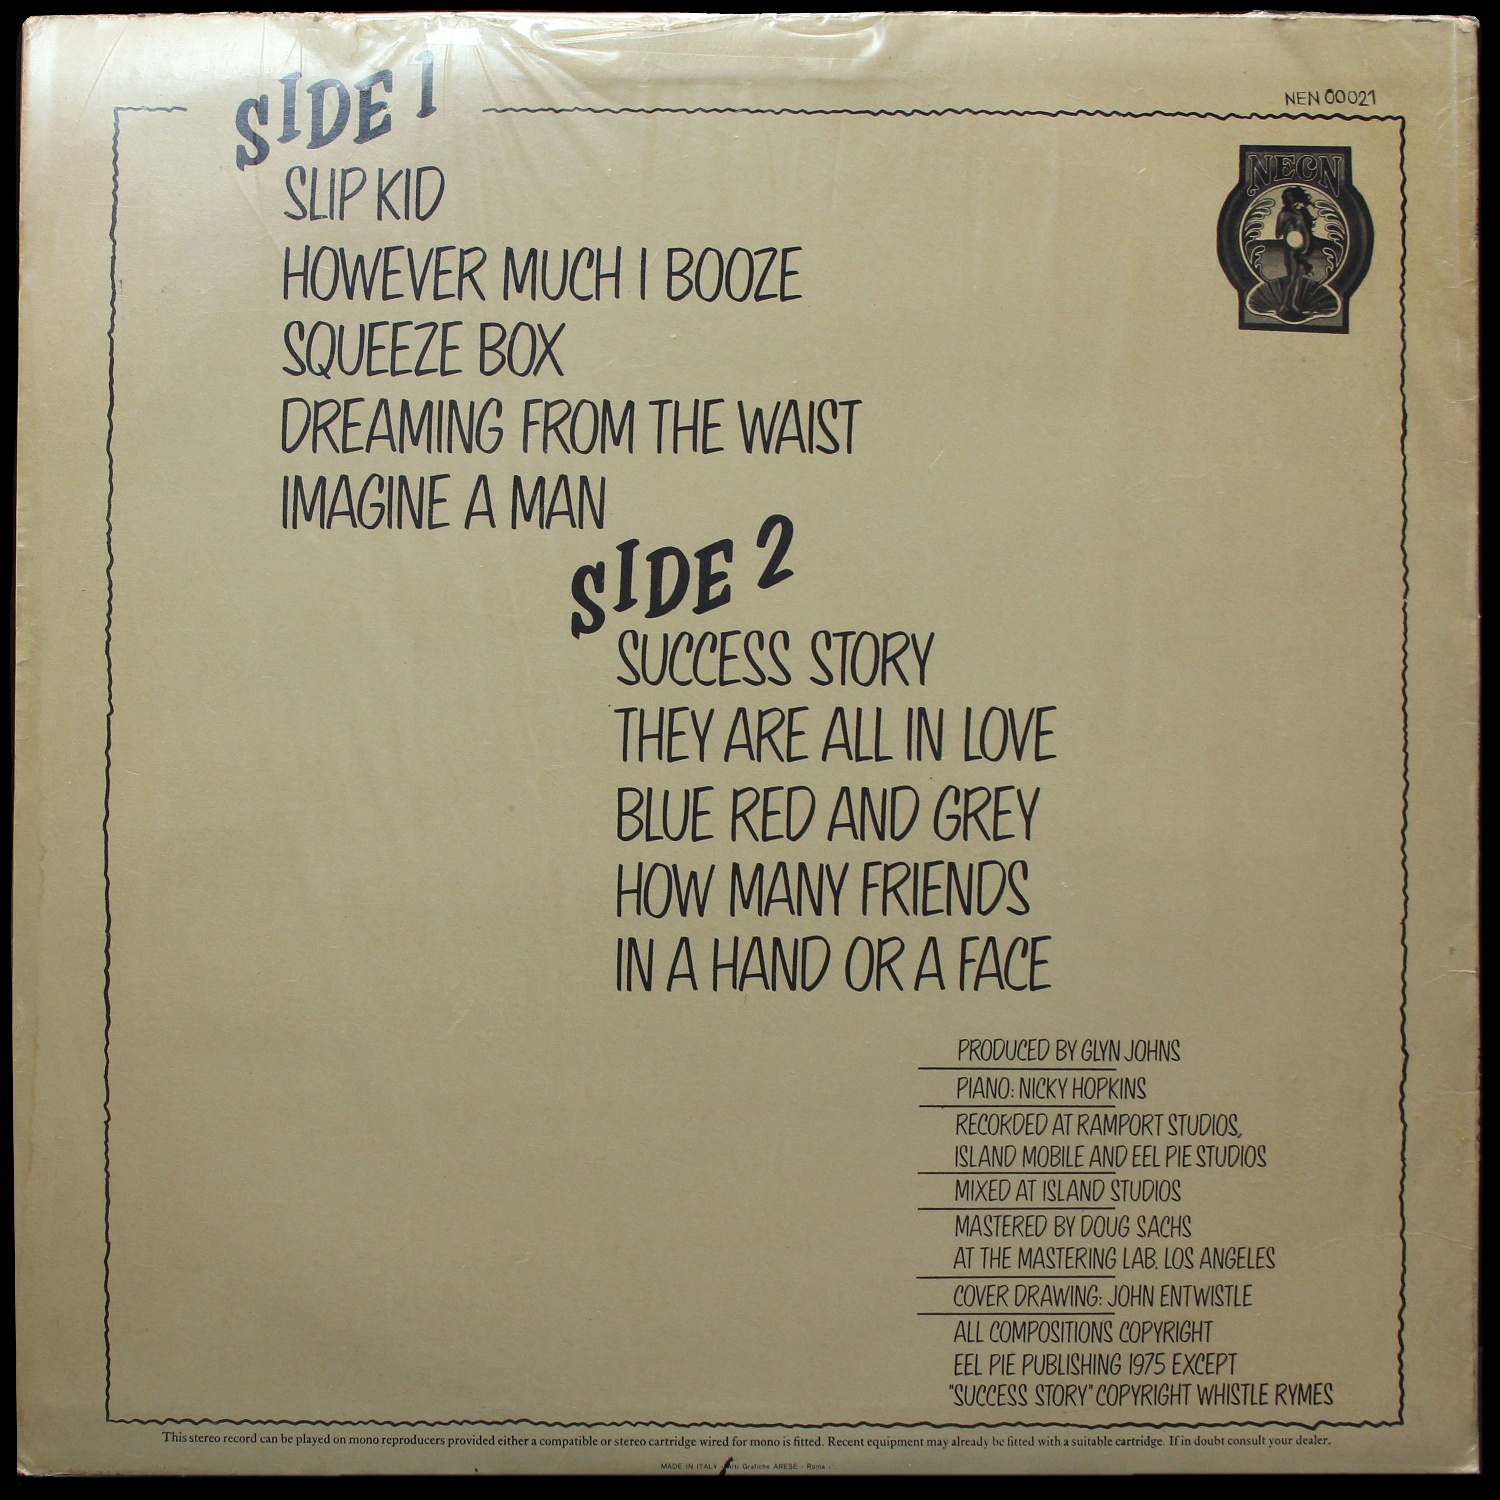 SIDE 1
NEN 00021
NECN
SLIP KID
HOWEVER MUCH I BOOZE
SQUEEZE BOX
DREAMING FROM THE WAIST
IMAGINE A MAN
SIDE 2
SUCCESS STORY
THEY ARE ALL IN LOVE
BLUE RED AND GREY
HOW MANY FRIENDS
IN A HAND OR A FACE
PRODUCED BY GLYN JOHNS
PIANO: NICKY HOPKINS
RECORDED AT RAMPORT STUDIOS,
ISLAND MOBILE AND EEL PIE STUDIOS
MIXED AT ISLAND STUDIOS
MASTERED BY DOUG SACHS
AT THE MASTERING LAB. LOS ANGELES
COVER DRAWING: JOHN ENTWISTLE
ALL COMPOSITIONS COPYRIGHT
EEL PIE PUBLISHING 1975 EXCEPT
"SUCCESS STORY" COPYRIGHT WHISTLE RYMES
This stereo record can be played on mono reproducers provided either a compatible or stereo cartridge wired for mono is fitted. Recent equipment may already be fitted with a suitable cartridge. If in doubt consult your dealer.
MADE IN ITALY - Arti Grafiche ARESE - Roma -